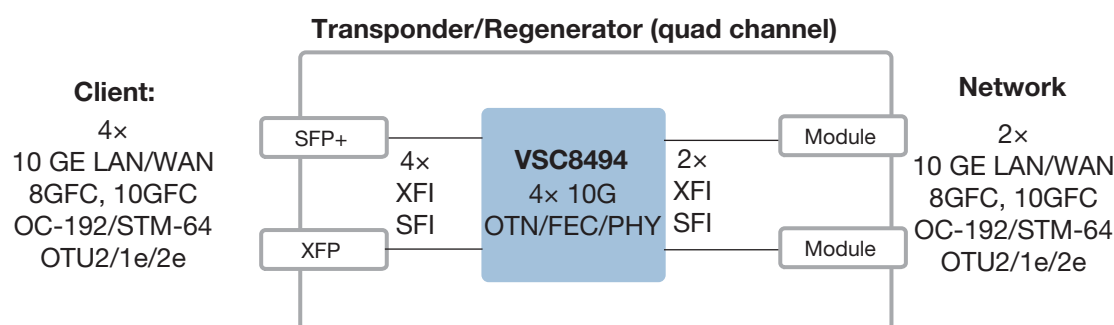 Transponder/Regenerator (quad channel)
Client:
4×
10 GE LAN/WAN
8GFC, 10GFC
OC-192/STM-64
OTU2/1e/2e
SFP+
XFP
4×
XFI
SFI
VSC8494
4× 10G
OTN/FEC/PHY
2×
XFI
SFI
Module
Module
Network
2×
10 GE LAN/WAN
8GFC, 10GFC
OC-192/STM-64
OTU2/1e/2e